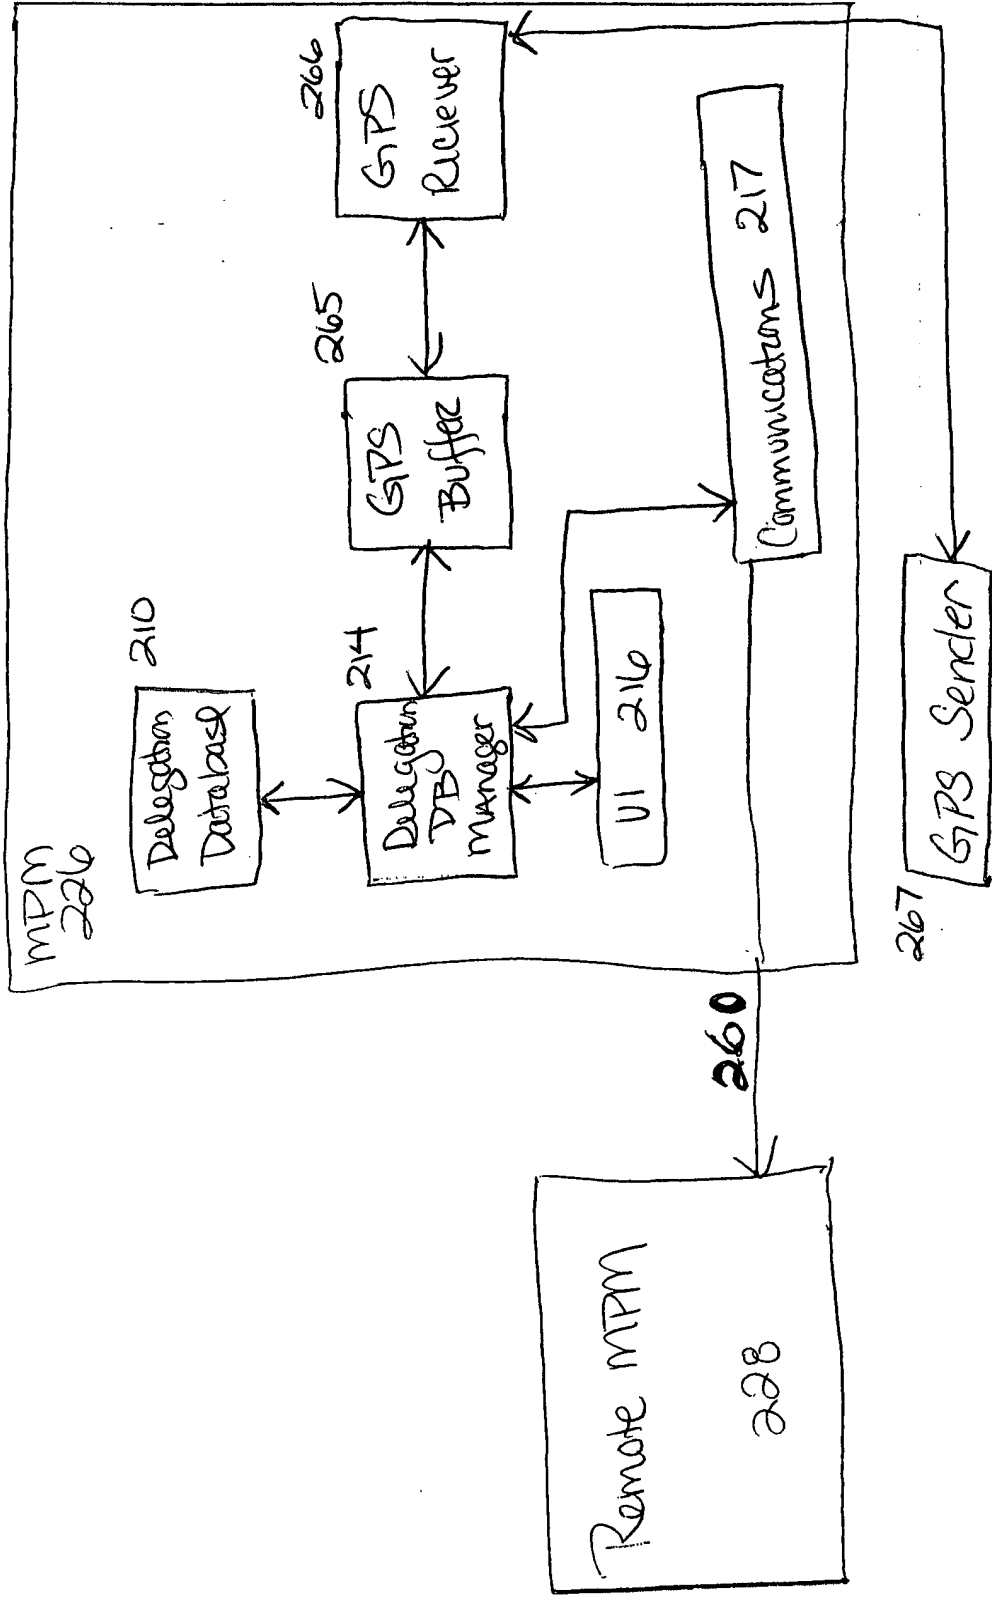 MPM
226
210
Delegation
Database
214
Delegation
DB
Manager
265
GPS
Buffer
266
GPS
Reciever
UI 216
Communications 217
260
Remote MPM
228
267
GPS Sender